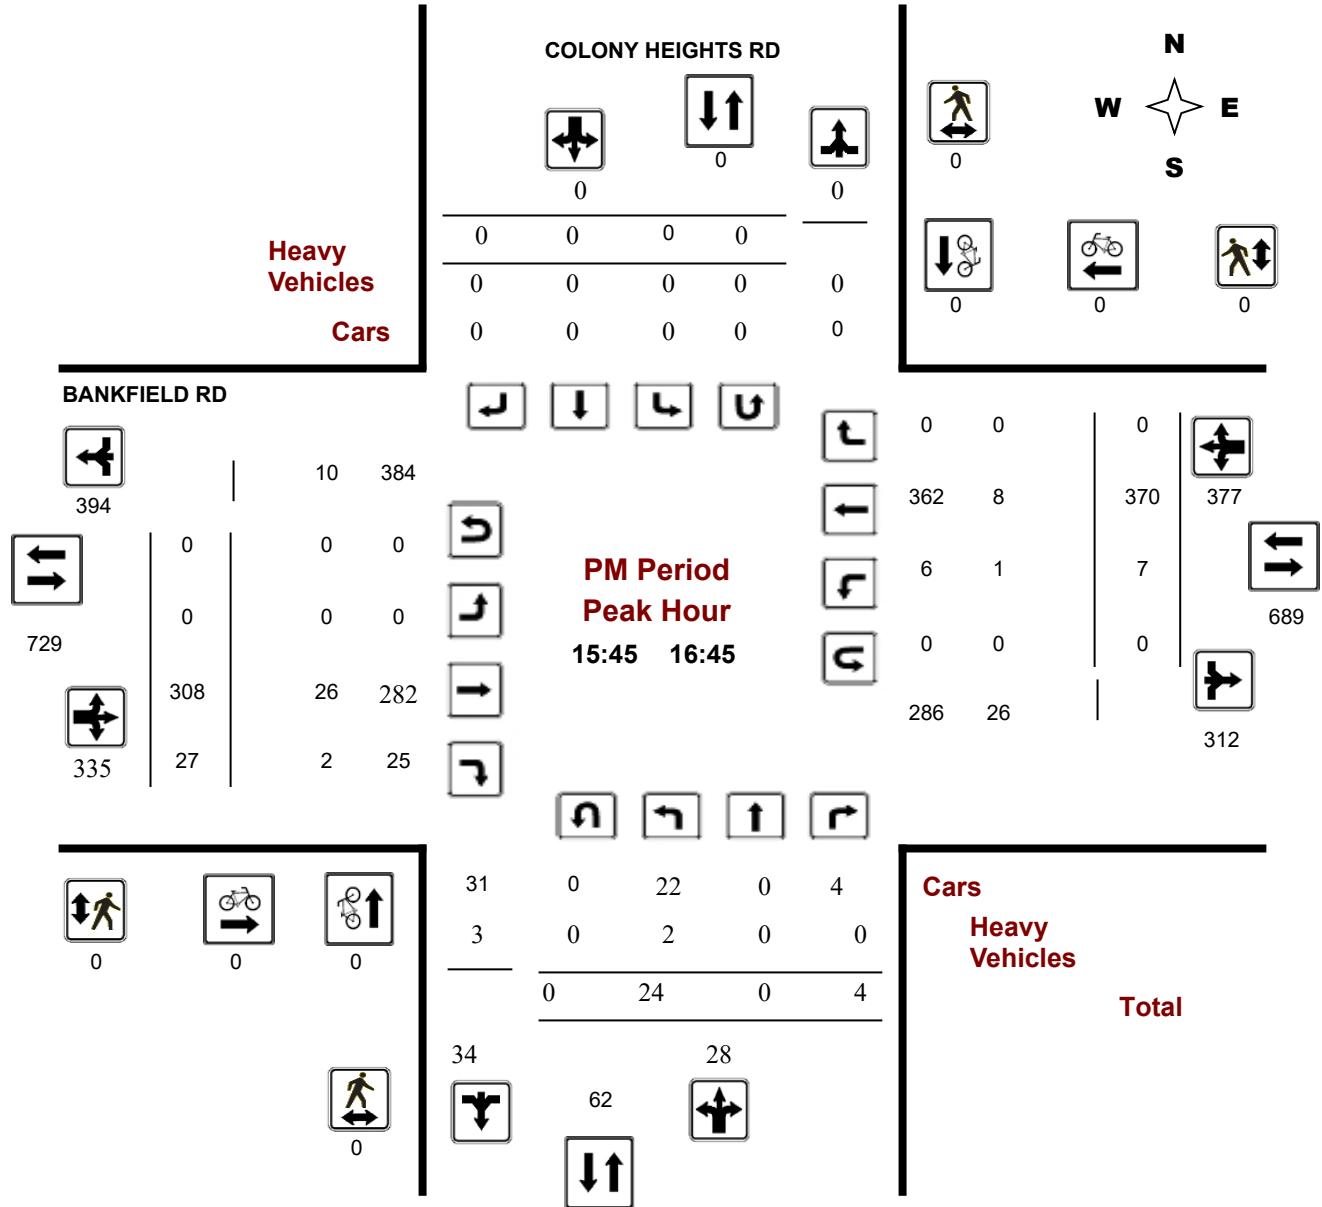 COLONY HEIGHTS RD
N
W E
S
0
0
0
0 0
0 0 0 0
Heavy
Vehicles
0 0 0 0 0
0 0 0
Cars
0 0 0 0 0
BANKFIELD RD
0 0 0
10 384
394
362 8 370 377
0 0 0
6 1 7
PM Period
Peak Hour
0 0 0
729
689
15:45 16:45
0 0 0
308 26 282
286 26
312
335 27 2 25
31 0 22 0 4
Cars
3 0 2 0 0
Heavy
Vehicles
0 0 0
0 24 0 4
Total
34 28
62
0